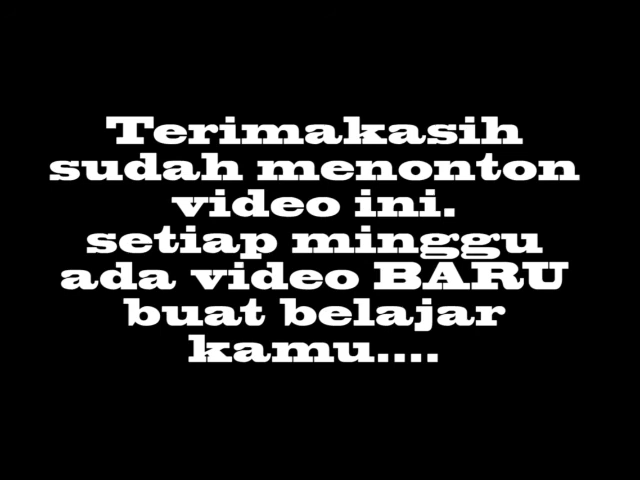 Terimakasih
sudah menonton
video ini.
setiap minggu
ada video BARU
buat belajar
kamu....